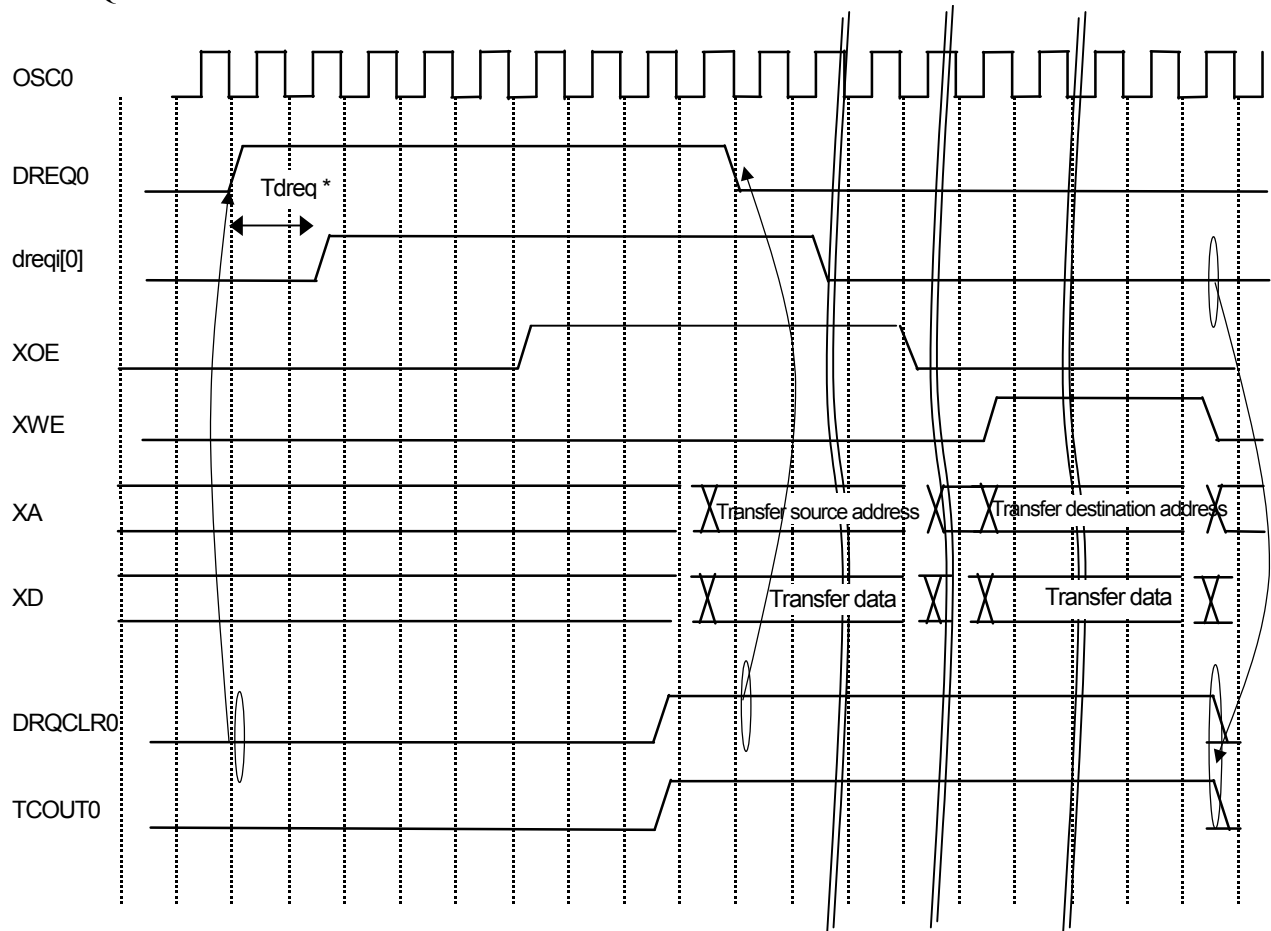 OSC0
DREQ0
Tdreq *
dreqi[0]
XOE
XWE
XA
Transfer source address
Transfer destination address
XD
Transfer data
Transfer data
DRQCLR0
TCOUT0